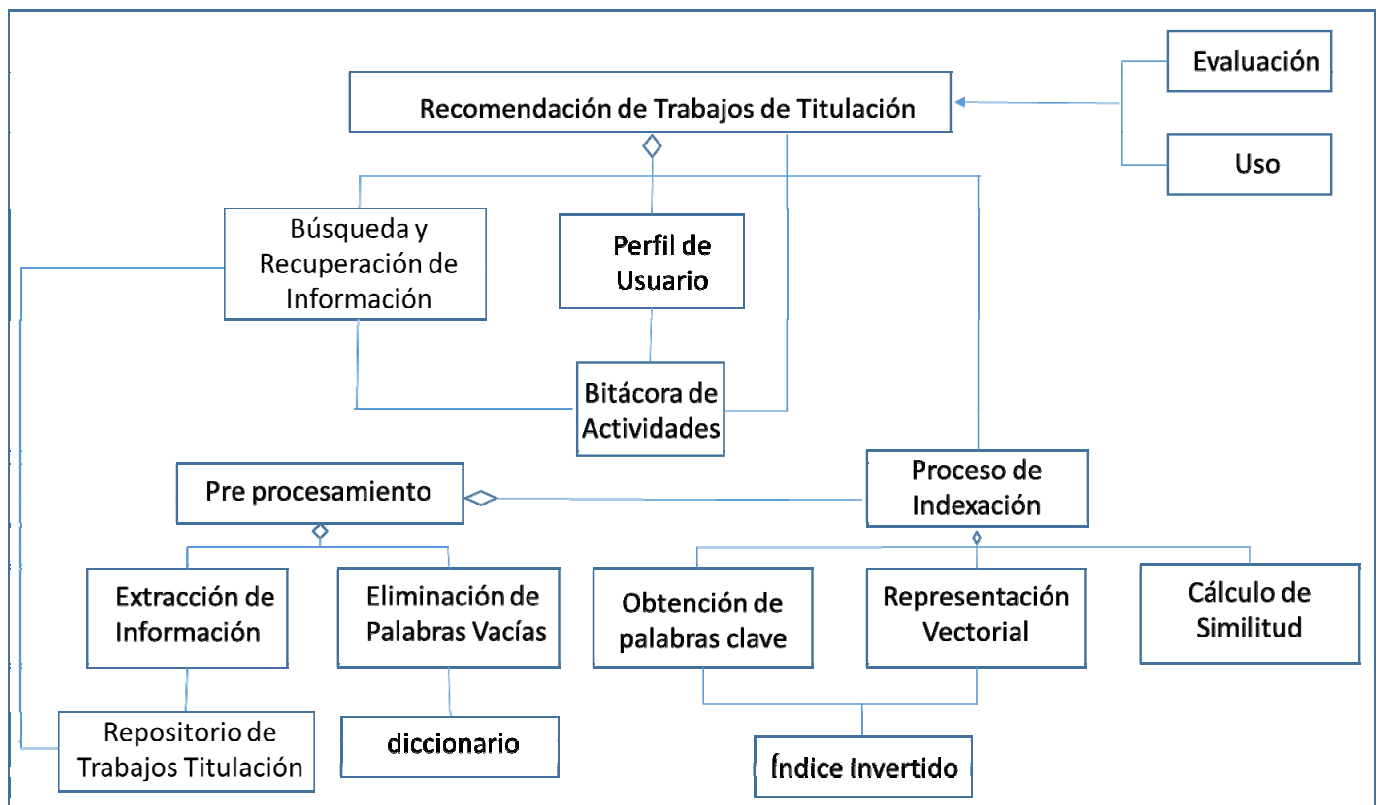 Evaluación
Recomendación de Trabajos de Titulación
Uso
Búsqueda y
Recuperación de
Información
Perfil de
Usuario
Bitácora de
Actividades
Pre procesamiento
Proceso de
Indexación
Extracción de
Información
Eliminación de
Palabras Vacías
Obtención de
palabras clave
Representación
Vectorial
Cálculo de
Similitud
Repositorio de
Trabajos Titulación
diccionario
Índice Invertido